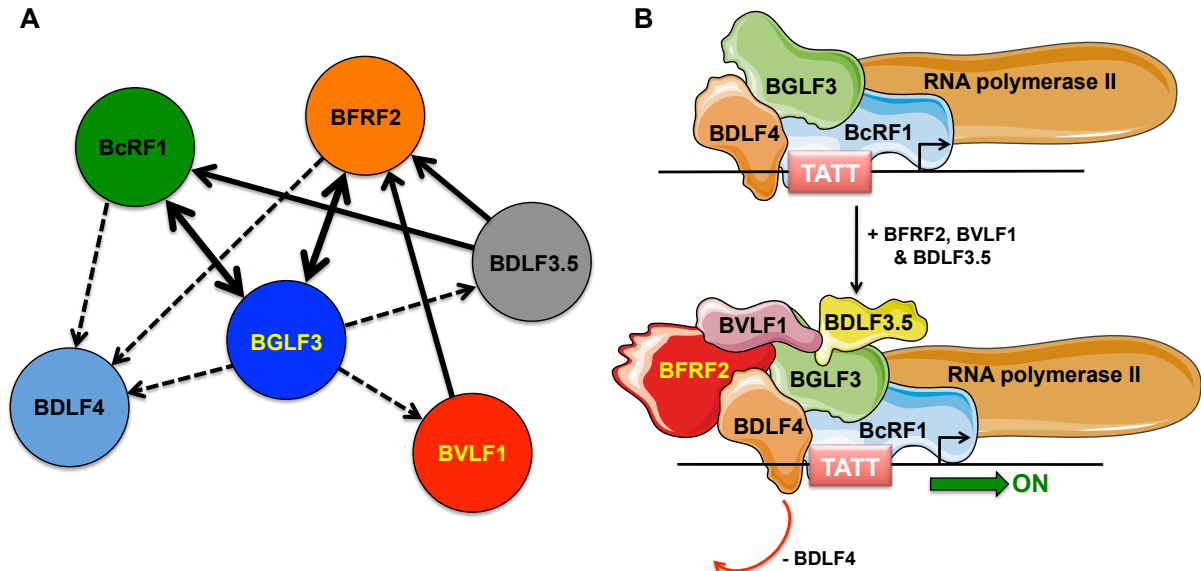 A
BcRF1
BFRF2
BDLF3.5
BGLF3
BDLF4
BVLF1
B
BGLF3
RNA polymerase II
BDLF4
BcRF1
TATT
+ BFRF2, BVLF1
& BDLF3.5
BVLF1
BDLF3.5
BFRF2
BGLF3
RNA polymerase II
BDLF4
BcRF1
TATT
ON
- BDLF4